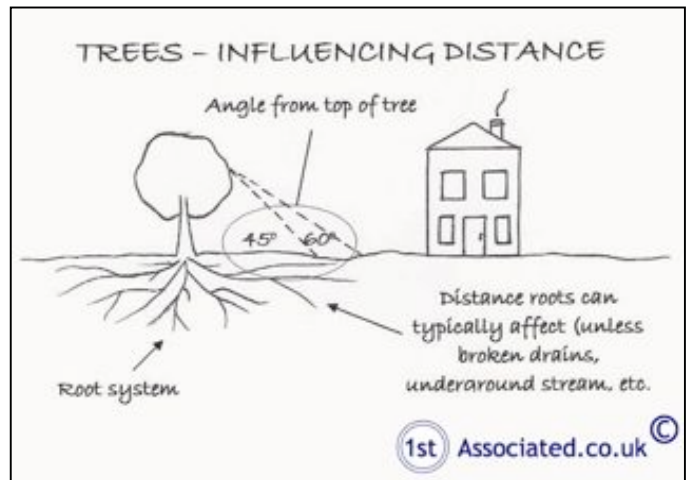 TREES – INFLUENCING DISTANCE
Angle from top of tree
45° 60°
Distance roots can
typically affect (unless
broken drains,
underground stream, etc.
Root system
1st Associated.co.uk ©